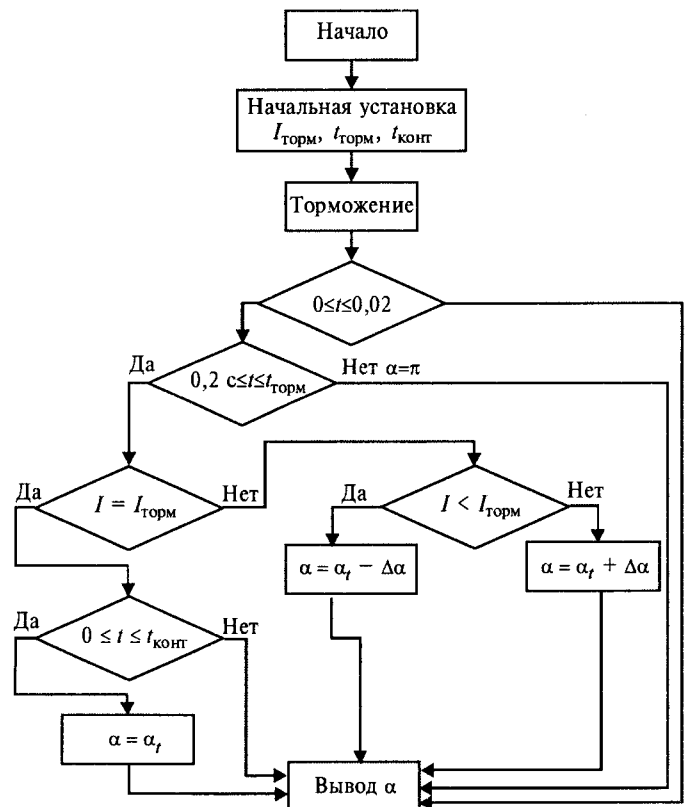 Начало
Начальная установка
Iторм, tторм, tконт
Торможение
0≤t≤0,02
Да
0,2 с≤t≤tторм
Нет α=π
Да
I = Iторм
Нет
Да
I < Iторм
Нет
α = αt − Δα
α = αt + Δα
Да
0 ≤ t ≤ tконт
Нет
α = αt
Вывод α